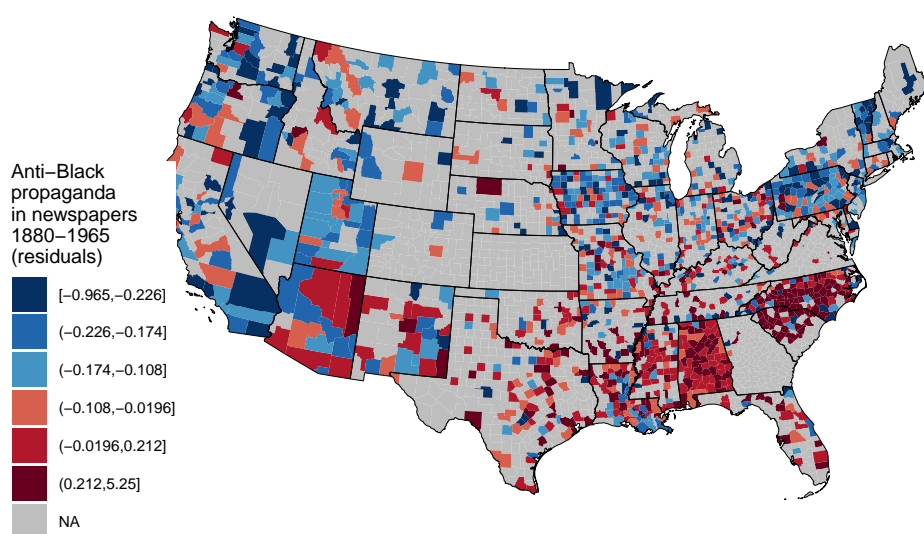 Anti−Black
propaganda
in newspapers
1880−1965
(residuals)
[−0.965,−0.226]
(−0.226,−0.174]
(−0.174,−0.108]
(−0.108,−0.0196]
(−0.0196,0.212]
(0.212,5.25]
NA